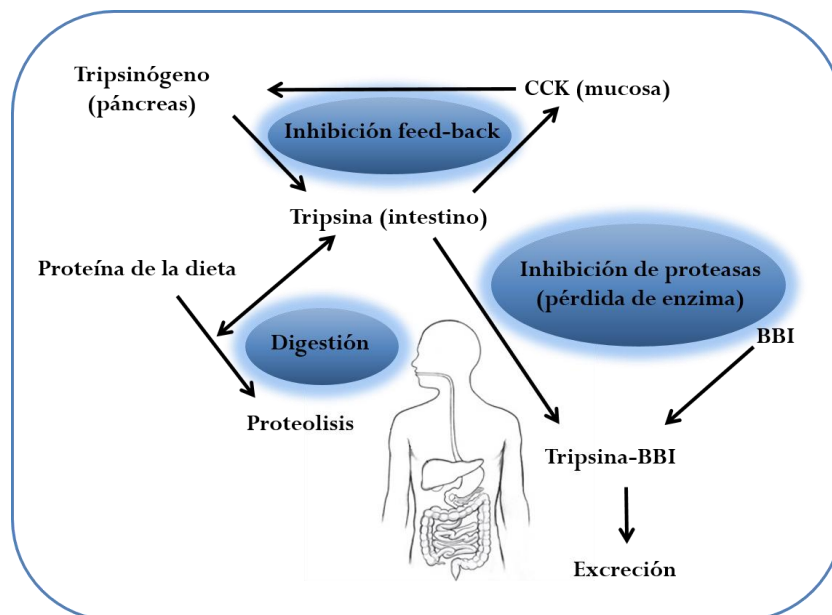 Tripsinógeno
(páncreas)
CCK (mucosa)
Inhibición feed-back
Tripsina (intestino)
Proteína de la dieta
Inhibición de proteasas
(pérdida de enzima)
BBI
Digestión
Proteolisis
Tripsina-BBI
Excreción